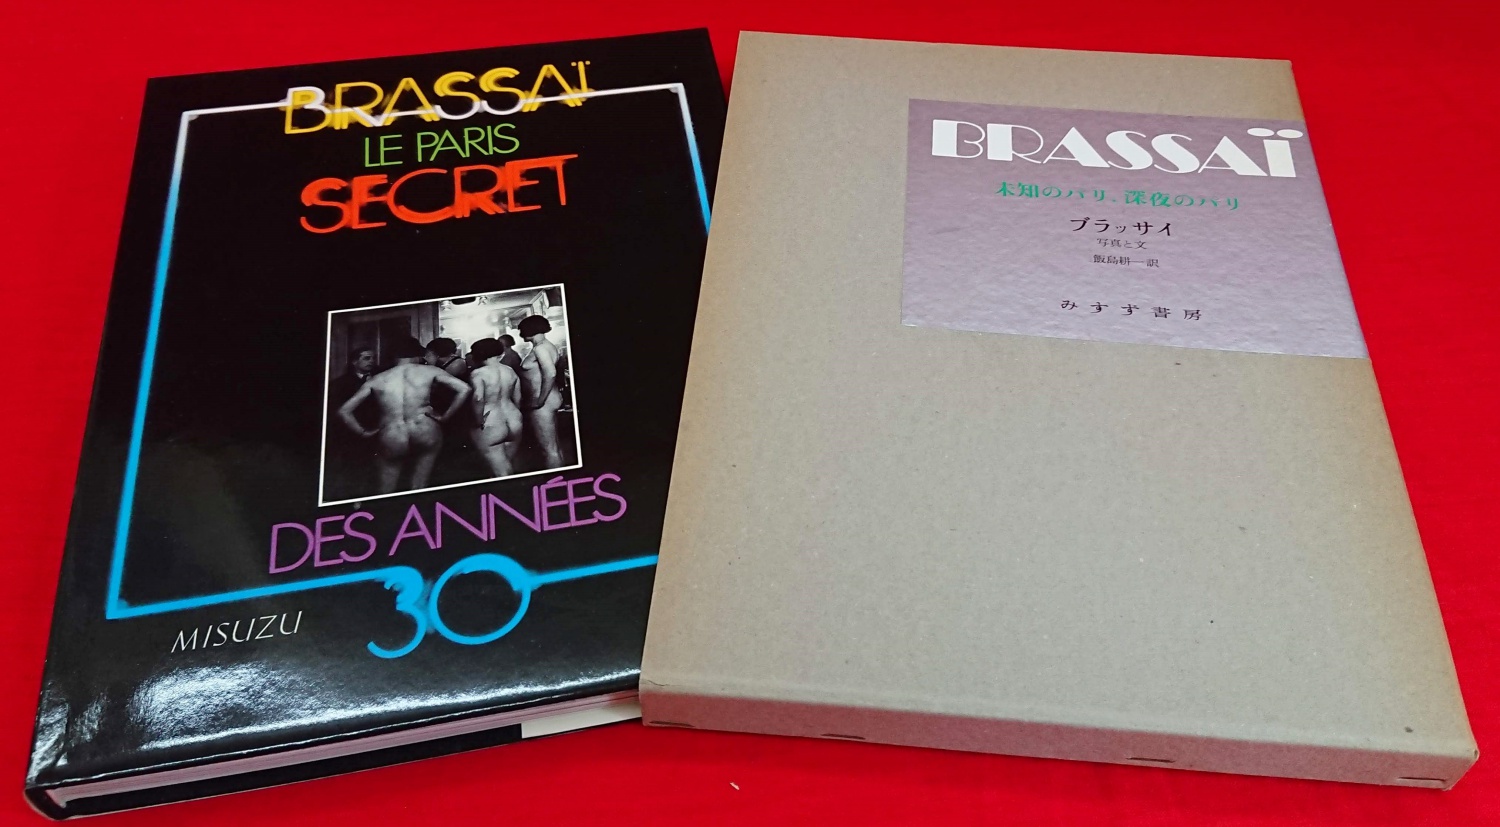 BRASSAÏ
LE PARIS
SECRET
DES ANNÉES
30
MISUZU
BRASSAÏ
未知のパリ、深夜のパリ
ブラッサイ
写真と文
飯島耕一訳
みすず書房